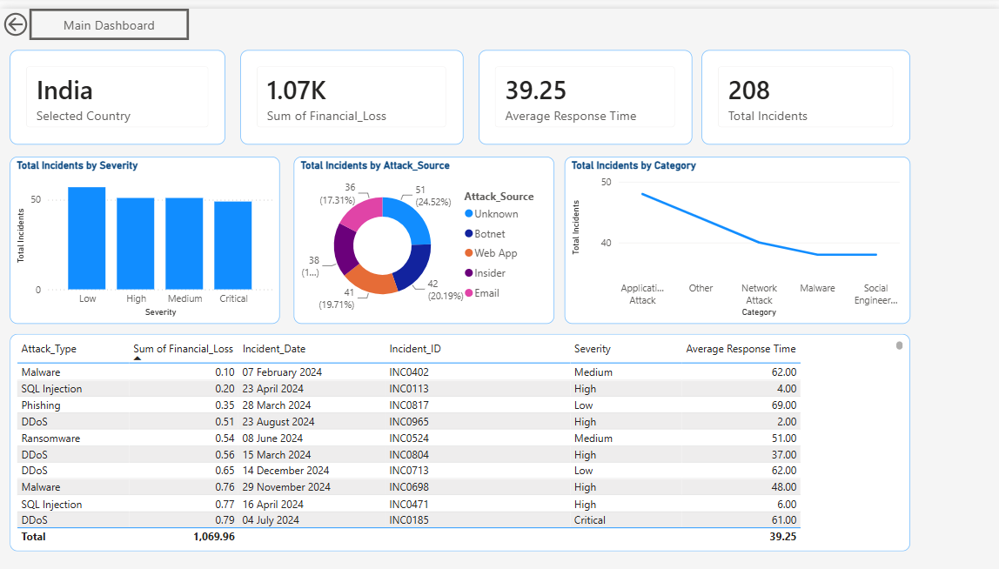 Main Dashboard
India
Selected Country
1.07K
Sum of Financial_Loss
39.25
Average Response Time
208
Total Incidents
Total Incidents by Severity
Total Incidents
50
0
Low High Medium Critical
Severity
Total Incidents by Attack_Source
36
(17.31%)
51
(24.52%)
38
(1...)
42
(20.19%)
41
(19.71%)
Attack_Source
Unknown
Botnet
Web App
Insider
Email
Total Incidents by Category
Total Incidents
50
40
Applicati... Other Network Malware Social
Attack Attack Engineer...
Category
Attack_Type Sum of Financial_Loss Incident_Date Incident_ID Severity Average Response Time
Malware 0.10 07 February 2024 INC0402 Medium 62.00
SQL Injection 0.20 23 April 2024 INC0113 High 4.00
Phishing 0.35 28 March 2024 INC0817 Low 69.00
DDoS 0.51 23 August 2024 INC0965 High 2.00
Ransomware 0.54 08 June 2024 INC0524 Medium 51.00
DDoS 0.56 15 March 2024 INC0804 High 37.00
DDoS 0.65 14 December 2024 INC0713 Low 62.00
Malware 0.76 29 November 2024 INC0698 High 48.00
SQL Injection 0.77 16 April 2024 INC0471 High 6.00
DDoS 0.79 04 July 2024 INC0185 Critical 61.00
Total 1,069.96 39.25